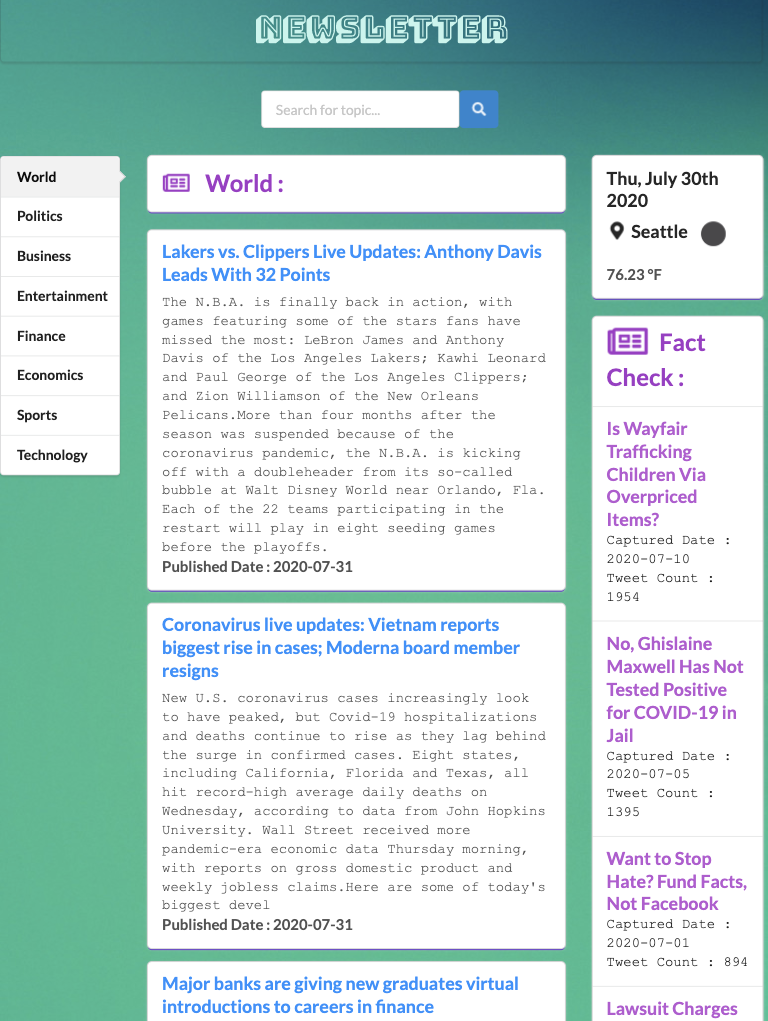 NEWSLETTER
Search for topic...
World
Politics
Business
Entertainment
Finance
Economics
Sports
Technology
World :
Lakers vs. Clippers Live Updates: Anthony Davis
Leads With 32 Points
The N.B.A. is finally back in action, with
games featuring some of the stars fans have
missed the most: LeBron James and Anthony
Davis of the Los Angeles Lakers; Kawhi Leonard
and Paul George of the Los Angeles Clippers;
and Zion Williamson of the New Orleans
Pelicans.More than four months after the
season was suspended because of the
coronavirus pandemic, the N.B.A. is kicking
off with a doubleheader from its so-called
bubble at Walt Disney World near Orlando, Fla.
Each of the 22 teams participating in the
restart will play in eight seeding games
before the playoffs.
Published Date : 2020-07-31
Coronavirus live updates: Vietnam reports
biggest rise in cases; Moderna board member
resigns
New U.S. coronavirus cases increasingly look
to have peaked, but Covid-19 hospitalizations
and deaths continue to rise as they lag behind
the surge in confirmed cases. Eight states,
including California, Florida and Texas, all
hit record-high average daily deaths on
Wednesday, according to data from John Hopkins
University. Wall Street received more
pandemic-era economic data Thursday morning,
with reports on gross domestic product and
weekly jobless claims.Here are some of today's
biggest devel
Published Date : 2020-07-31
Major banks are giving new graduates virtual
introductions to careers in finance
Thu, July 30th
2020
Seattle
76.23 °F
Fact
Check :
Is Wayfair
Trafficking
Children Via
Overpriced
Items?
Captured Date :
2020-07-10
Tweet Count :
1954
No, Ghislaine
Maxwell Has Not
Tested Positive
for COVID-19 in
Jail
Captured Date :
2020-07-05
Tweet Count :
1395
Want to Stop
Hate? Fund Facts,
Not Facebook
Captured Date :
2020-07-01
Tweet Count : 894
Lawsuit Charges